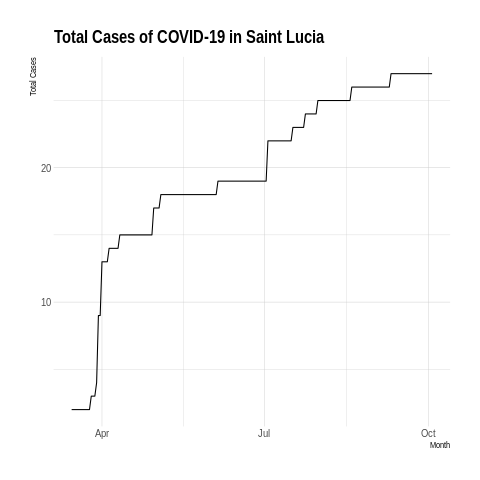 Total Cases of COVID-19 in Saint Lucia
Total Cases
20
10
Apr Jul Oct
Month